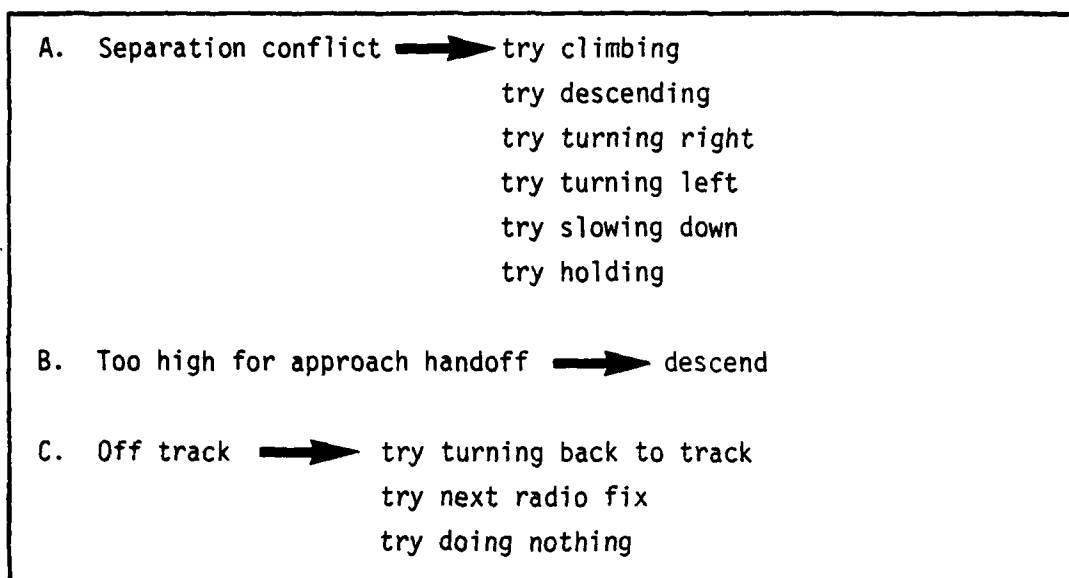 A. Separation conflict try climbing
try descending
try turning right
try turning left
try slowing down
try holding
B. Too high for approach handoff descend
C. Off track try turning back to track
try next radio fix
try doing nothing